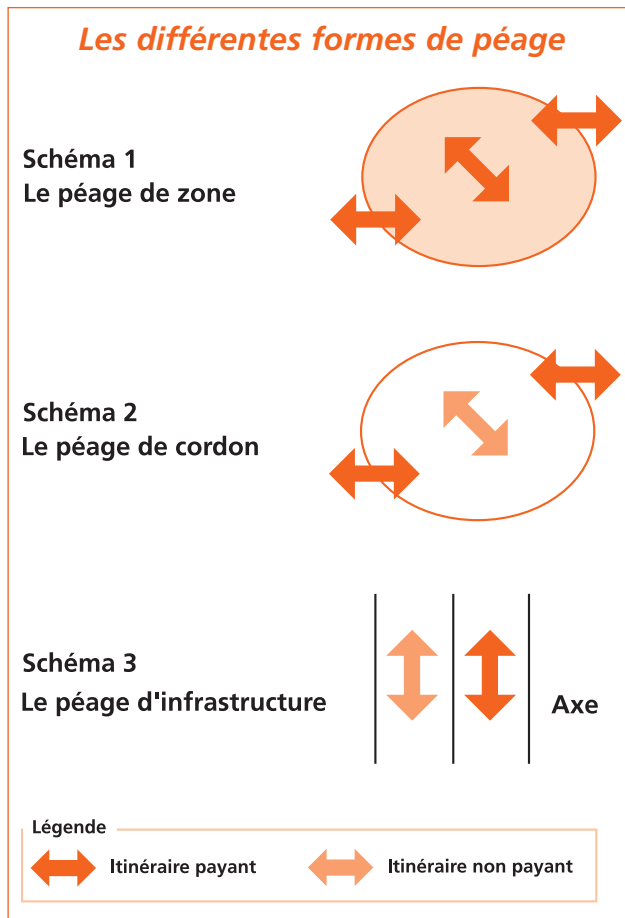 Les différentes formes de péage
Schéma 1
Le péage de zone
Schéma 2
Le péage de cordon
Schéma 3
Le péage d'infrastructure
Axe
Légende
Itinéraire payant
Itinéraire non payant